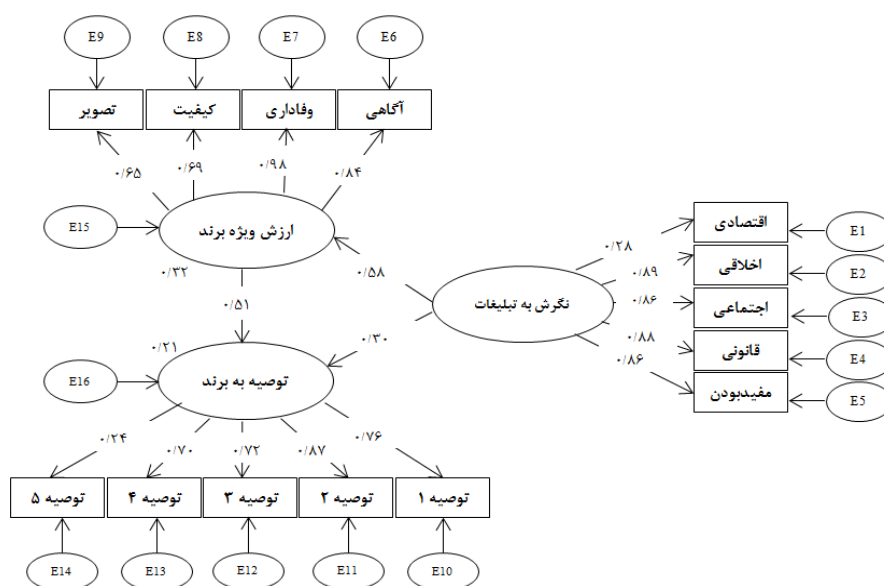 E9
E8
E7
E6
تصویر
کیفیت
وفاداری
آگاهی
۰/۶۵
۰/۶۹
۰/۹۸
۰/۸۴
E15
ارزش ویژه برند
۰/۳۲
۰/۵۸
۰/۵۱
۰/۳۰
نگرش به تبلیغات
۰/۲۸
۰/۸۹
۰/۸۶
۰/۸۸
۰/۸۶
اقتصادی
اخلاقی
اجتماعی
قانونی
مفیدبودن
E1
E2
E3
E4
E5
۰/۲۱
E16
توصیه به برند
۰/۲۴
۰/۷۰
۰/۷۲
۰/۸۷
۰/۷۶
توصیه ۵
توصیه ۴
توصیه ۳
توصیه ۲
توصیه ۱
E14
E13
E12
E11
E10